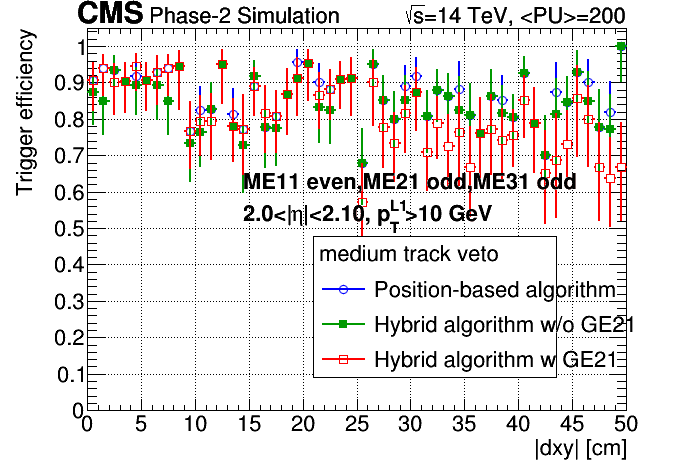 CMS Phase-2 Simulation √s=14 TeV, <PU>=200
Trigger efficiency
1
0.9
0.8
0.7
0.6
0.5
0.4
0.3
0.2
0.1
0
ME11 even,ME21 odd,ME31 odd
2.0<|η|<2.10, p_T^L1>10 GeV
medium track veto
Position-based algorithm
Hybrid algorithm w/o GE21
Hybrid algorithm w GE21
0 5 10 15 20 25 30 35 40 45 50
|dxy| [cm]